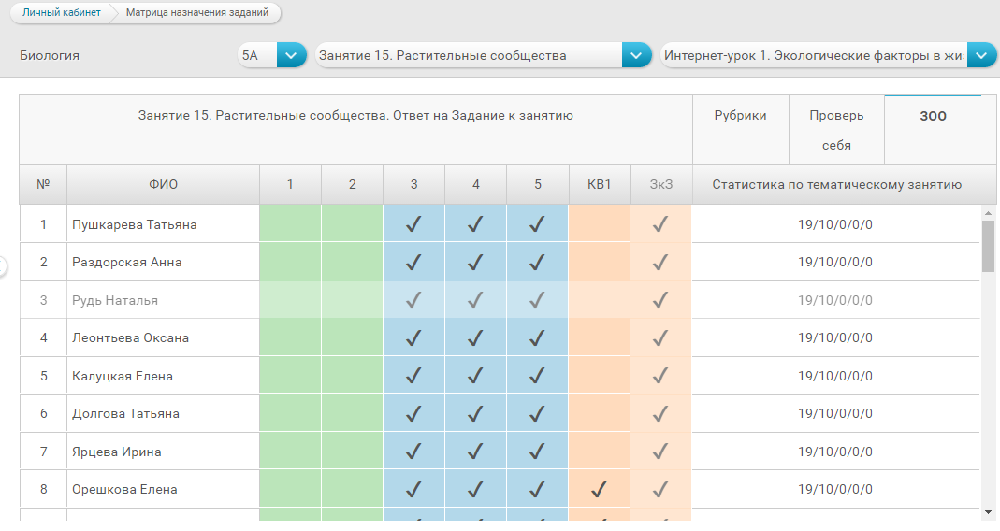 Личный кабинет Матрица назначения заданий
Биология 5А Занятие 15. Растительные сообщества Интернет-урок 1. Экологические факторы в жи
Занятие 15. Растительные сообщества. Ответ на Задание к занятию Рубрики Проверь себя 300
№ ФИО 1 2 3 4 5 КВ1 ЗкЗ Статистика по тематическому занятию
1 Пушкарева Татьяна ✓ ✓ ✓ ✓ 19/10/0/0/0
2 Раздорская Анна ✓ ✓ ✓ ✓ 19/10/0/0/0
3 Рудь Наталья ✓ ✓ ✓ ✓ 19/10/0/0/0
4 Леонтьева Оксана ✓ ✓ ✓ ✓ 19/10/0/0/0
5 Калуцкая Елена ✓ ✓ ✓ ✓ 19/10/0/0/0
6 Долгова Татьяна ✓ ✓ ✓ ✓ 19/10/0/0/0
7 Ярцева Ирина ✓ ✓ ✓ ✓ 19/10/0/0/0
8 Орешкова Елена ✓ ✓ ✓ ✓ ✓ 19/10/0/0/0